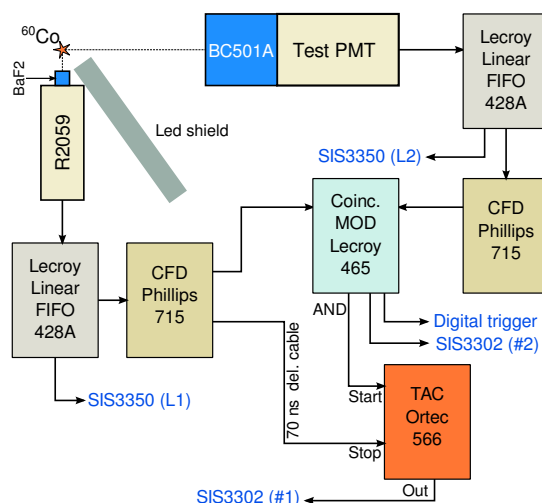 60Co
BC501A
Test PMT
Lecroy
Linear
FIFO
428A
BaF2
R2059
Led shield
SIS3350 (L2)
Coinc.
MOD
Lecroy
465
CFD
Phillips
715
Lecroy
Linear
FIFO
428A
CFD
Phillips
715
AND
Digital trigger
SIS3302 (#2)
70 ns del. cable
SIS3350 (L1)
Start
TAC
Ortec
566
Stop
Out
SIS3302 (#1)